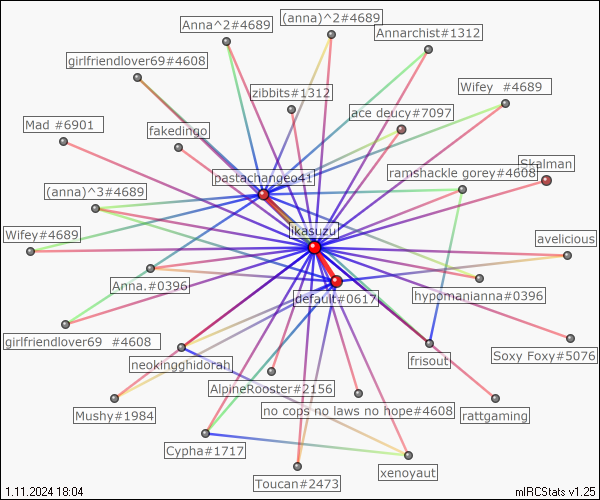 Anna^2#4689
(anna)^2#4689
Annarchist#1312
girlfriendlover69#4608
zibbits#1312
Wifey  #4689
Mad #6901
fakedingo
ace deucy#7097
Skalman
pastachangeo41
ramshackle gorey#4608
(anna)^3#4689
ikasuzu
Wifey#4689
avelicious
Anna.#0396
default#0617
hypomanianna#0396
girlfriendlover69  #4608
neokingghidorah
frisout
Soxy Foxy#5076
AlpineRooster#2156
Mushy#1984
no cops no laws no hope#4608
rattgaming
Cypha#1717
xenoyaut
Toucan#2473
1.11.2024 18:04
mIRCStats v1.25